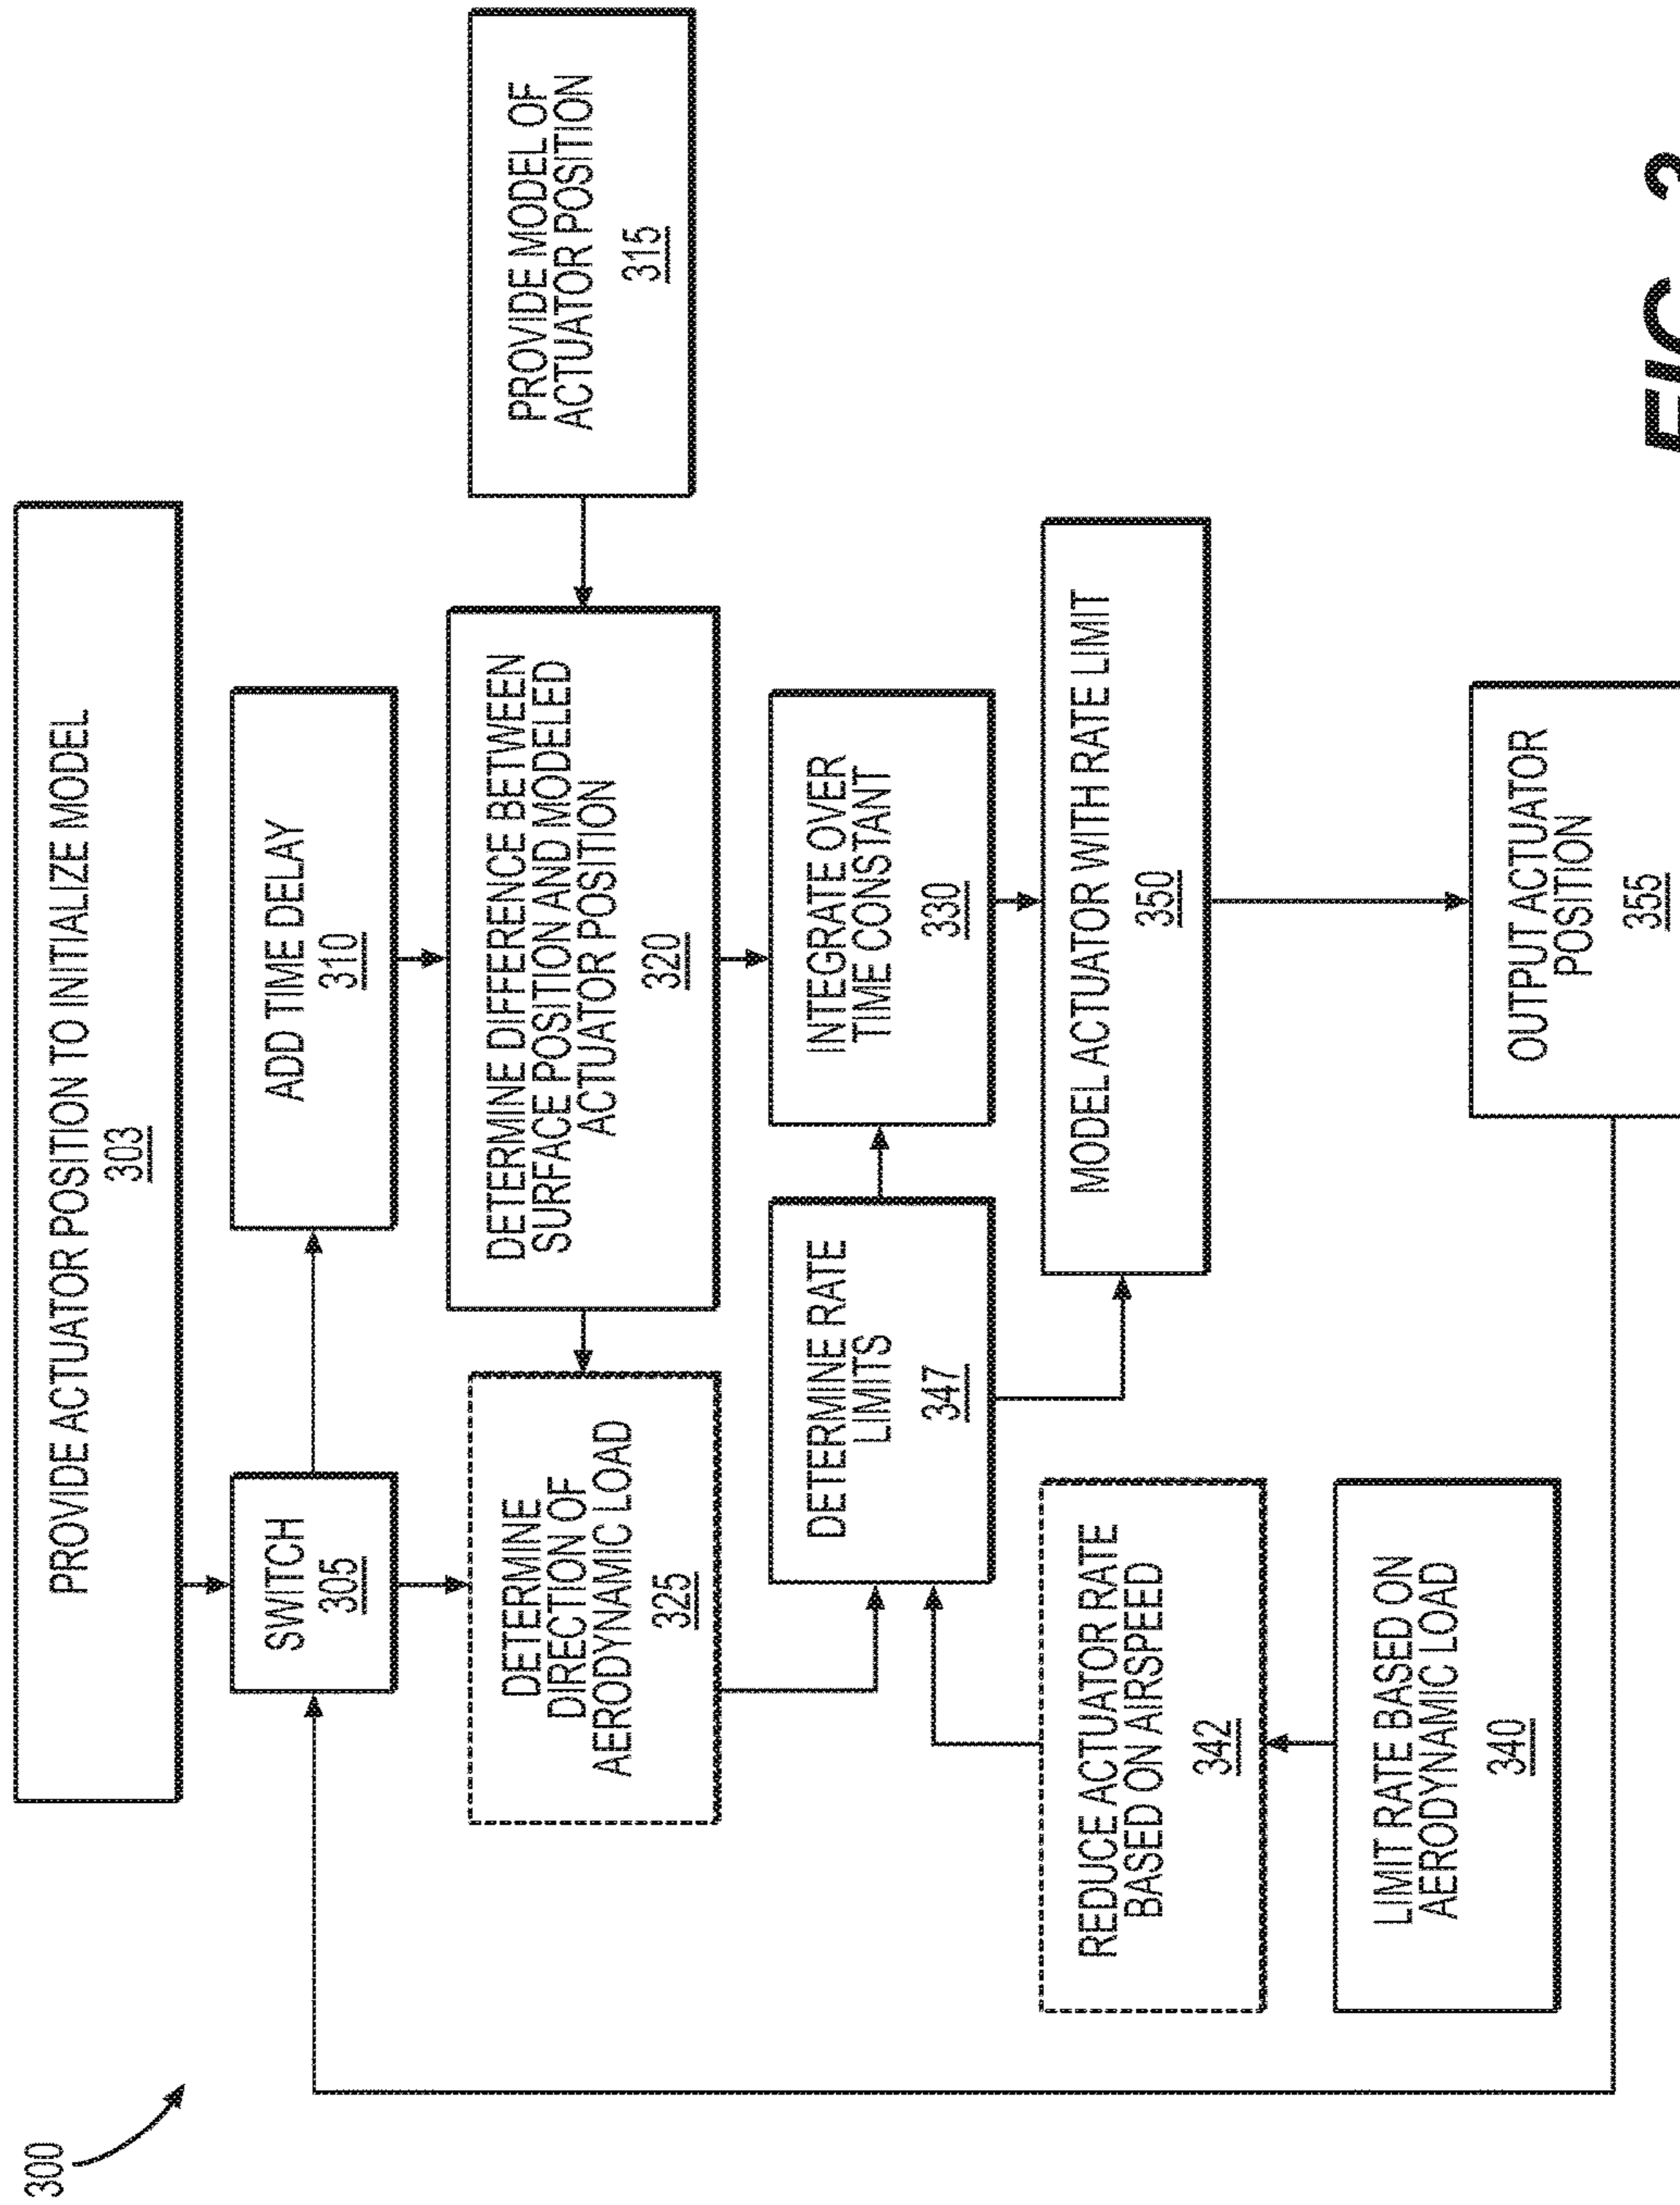 300
PROVIDE ACTUATOR POSITION TO INITIALIZE MODEL
303
SWITCH
305
ADD TIME DELAY
310
DETERMINE
DIRECTION OF
AERODYNAMIC LOAD
325
DETERMINE DIFFERENCE BETWEEN
SURFACE POSITION AND MODELED
ACTUATOR POSITION
320
PROVIDE MODEL OF
ACTUATOR POSITION
315
DETERMINE RATE
LIMITS
347
INTEGRATE OVER
TIME CONSTANT
330
REDUCE ACTUATOR RATE
BASED ON AIRSPEED
342
MODEL ACTUATOR WITH RATE LIMIT
350
LIMIT RATE BASED ON
AERODYNAMIC LOAD
340
OUTPUT ACTUATOR
POSITION
355
FIG.